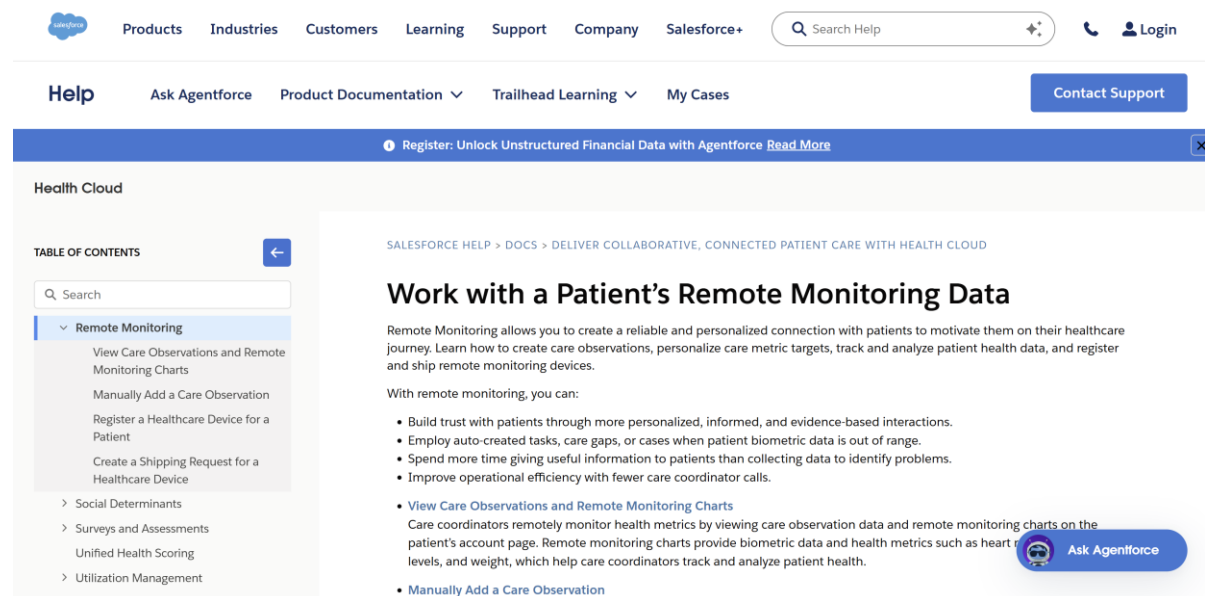 salesforce
Products Industries Customers Learning Support Company Salesforce+ Search Help Login
Help Ask Agentforce Product Documentation Trailhead Learning My Cases Contact Support
Register: Unlock Unstructured Financial Data with Agentforce Read More
Health Cloud
TABLE OF CONTENTS
Search
Remote Monitoring
View Care Observations and Remote
Monitoring Charts
Manually Add a Care Observation
Register a Healthcare Device for a
Patient
Create a Shipping Request for a
Healthcare Device
Social Determinants
Surveys and Assessments
Unified Health Scoring
Utilization Management
SALESFORCE HELP > DOCS > DELIVER COLLABORATIVE, CONNECTED PATIENT CARE WITH HEALTH CLOUD
Work with a Patient’s Remote Monitoring Data
Remote Monitoring allows you to create a reliable and personalized connection with patients to motivate them on their healthcare
journey. Learn how to create care observations, personalize care metric targets, track and analyze patient health data, and register
and ship remote monitoring devices.
With remote monitoring, you can:
• Build trust with patients through more personalized, informed, and evidence-based interactions.
• Employ auto-created tasks, care gaps, or cases when patient biometric data is out of range.
• Spend more time giving useful information to patients than collecting data to identify problems.
• Improve operational efficiency with fewer care coordinator calls.
• View Care Observations and Remote Monitoring Charts
Care coordinators remotely monitor health metrics by viewing care observation data and remote monitoring charts on the
patient’s account page. Remote monitoring charts provide biometric data and health metrics such as heart
levels, and weight, which help care coordinators track and analyze patient health.
• Manually Add a Care Observation
Ask Agentforce